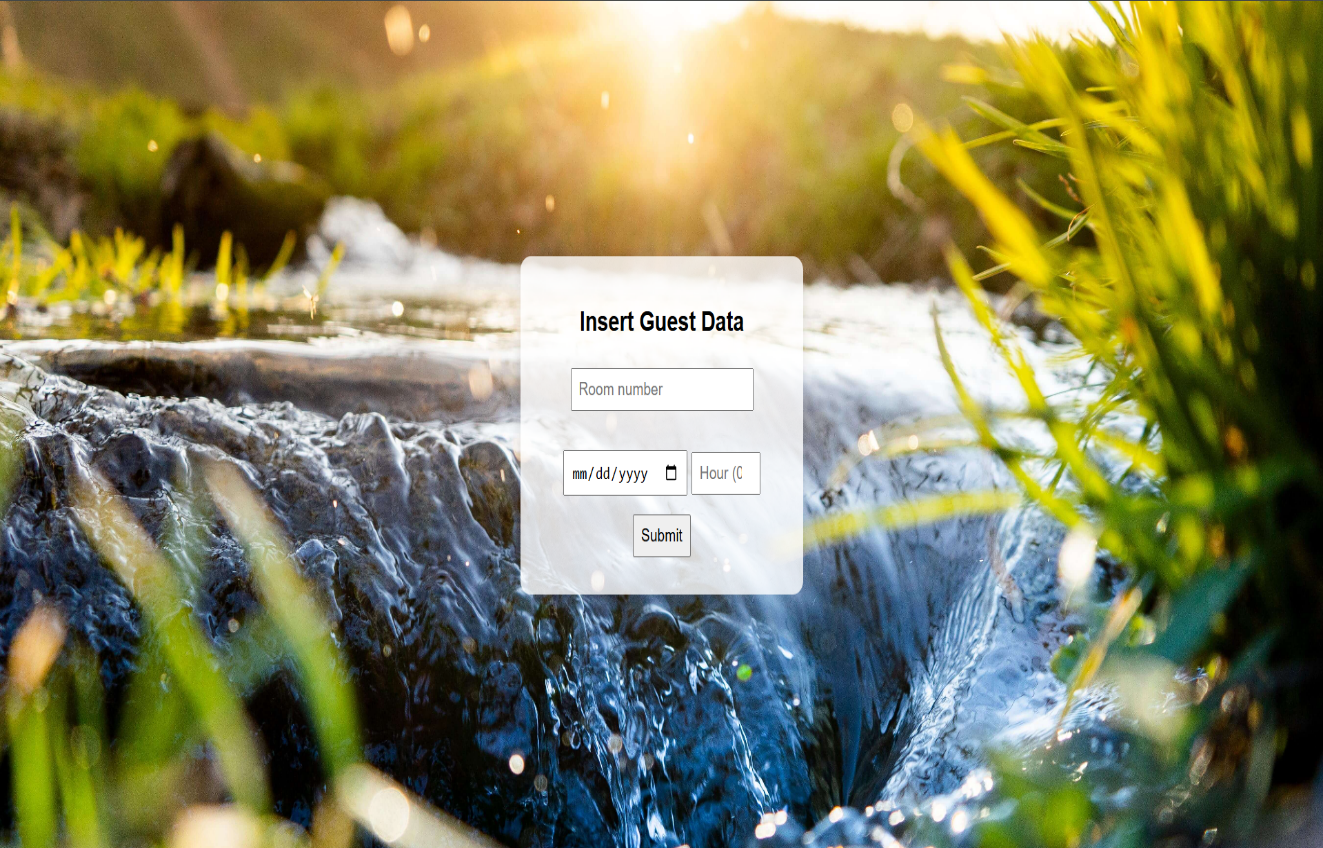 Insert Guest Data
Room number
mm/dd/yyyy Hour (0
Submit